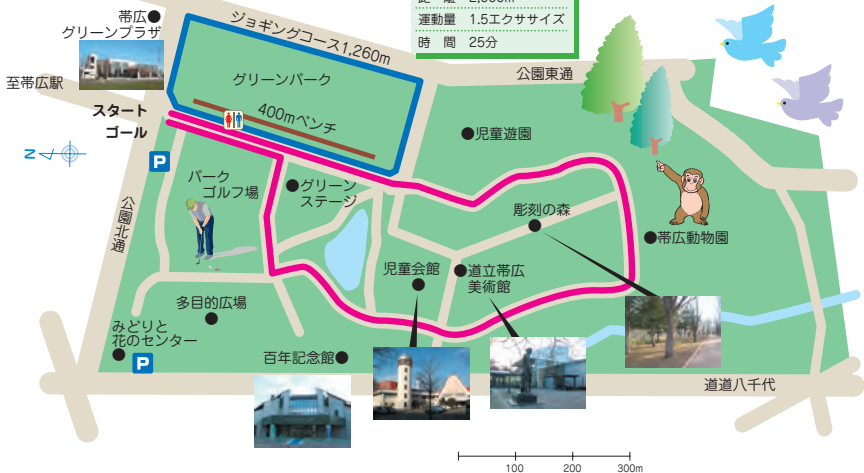 運動量 1.5エクササイズ
時 間 25分
帯広
グリーンプラザ
ジョギングコース1,260m
至帯広駅
グリーンパーク
公園東通
スタート
ゴール
400mベンチ
児童遊園
N
P
パーク
ゴルフ場
グリーン
ステージ
公園北通
彫刻の森
帯広動物園
児童会館
道立帯広
美術館
多目的広場
みどりと
花のセンター
P
百年記念館
道道八千代
100 200 300m